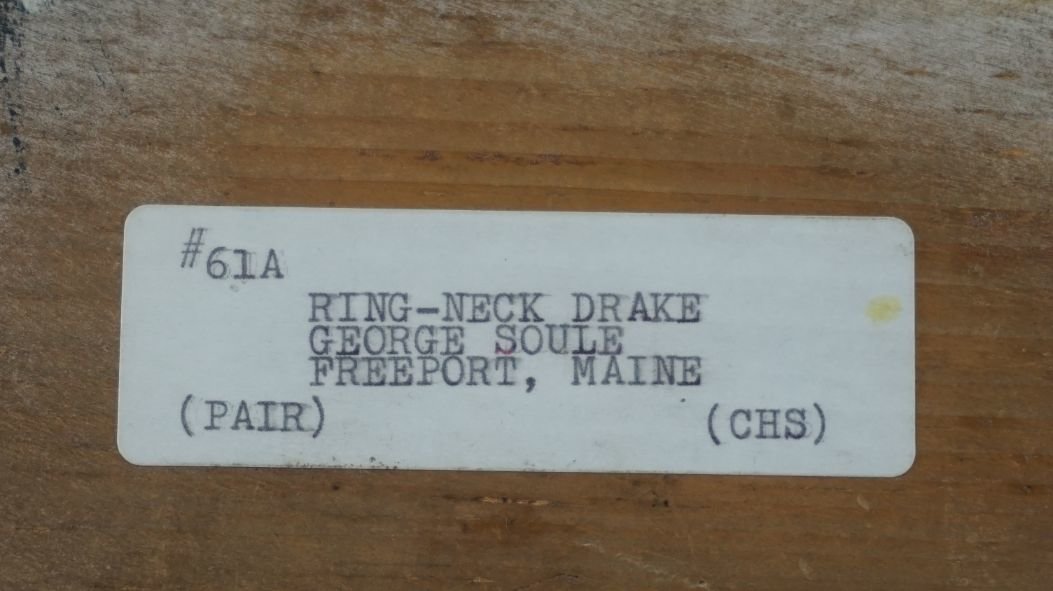 #61A
RING-NECK DRAKE
GEORGE SOULE
FREEPORT, MAINE
(PAIR) (CHS)